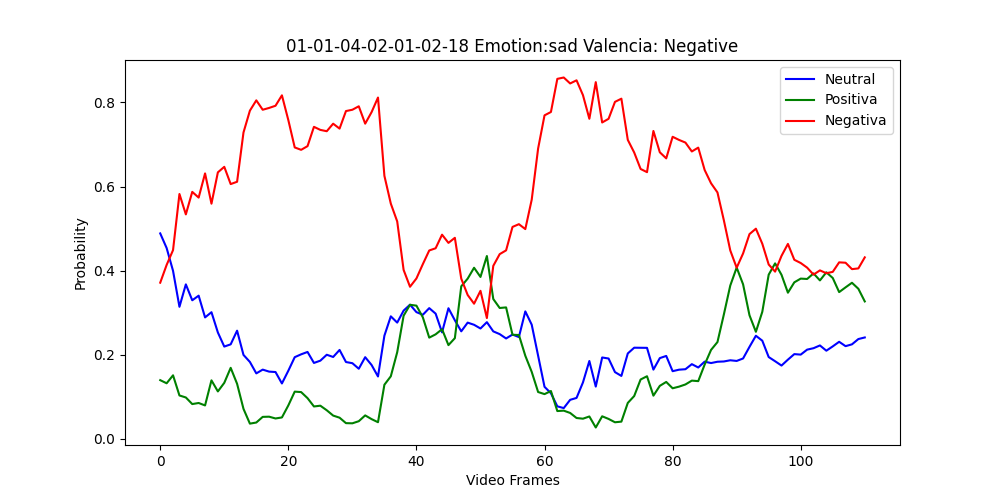 01-01-04-02-01-02-18 Emotion:sad Valencia: Negative
Neutral
Positiva
Negativa
Probability
0.8
0.6
0.4
0.2
0.0
0 20 40 60 80 100
Video Frames